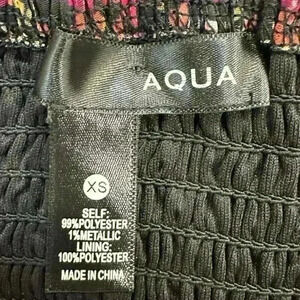 AQUA
XS
SELF:
99%POLYESTER
1%METALLIC
LINING:
100%POLYESTER
MADE IN CHINA